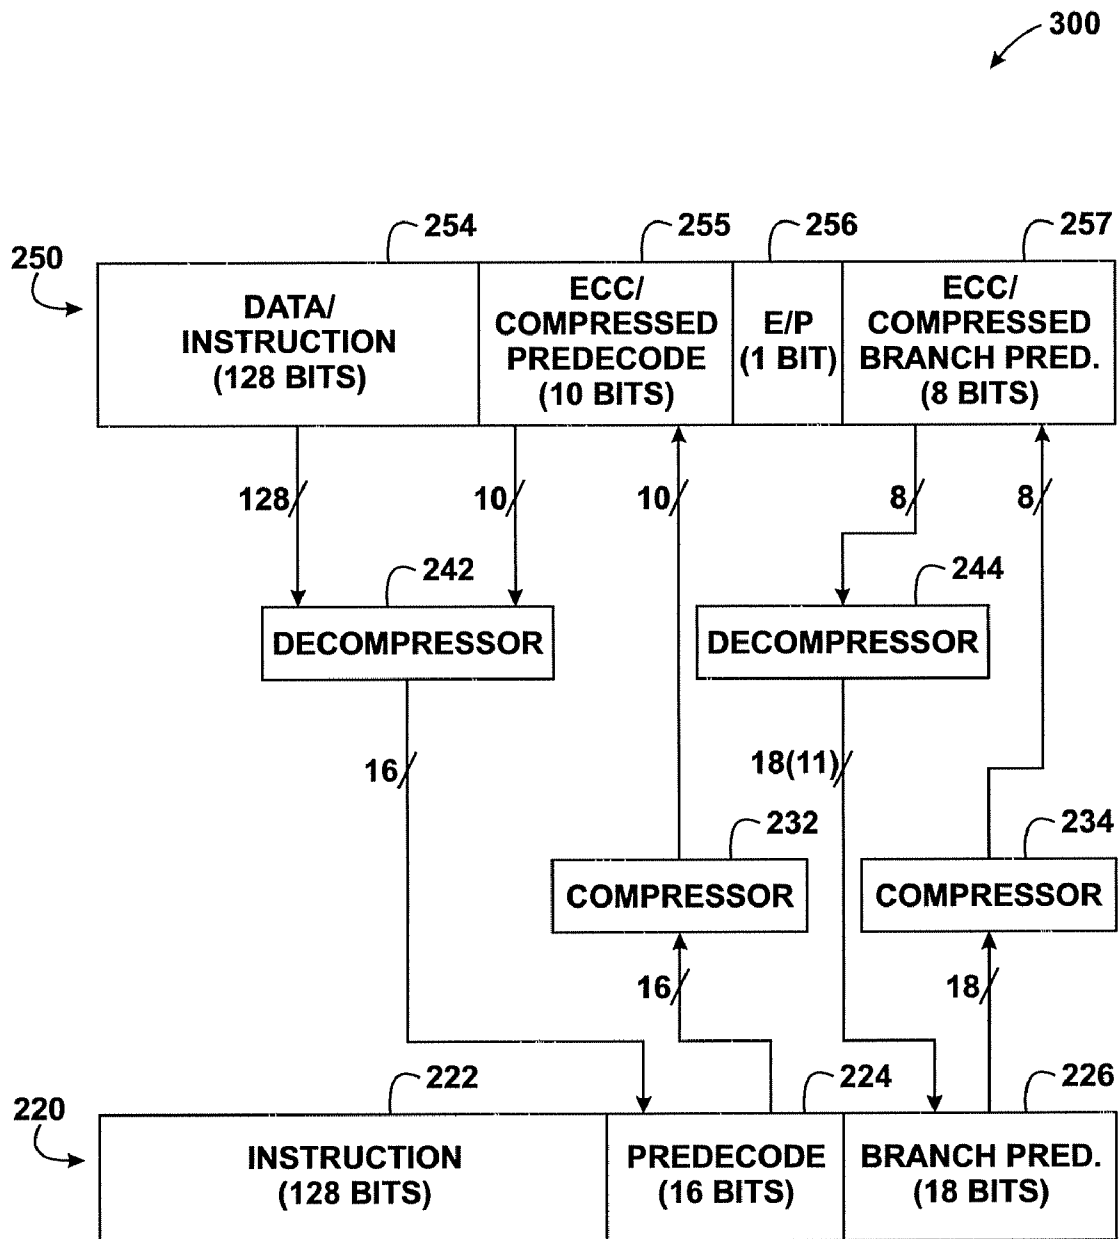 300
254
255
256
257
250
DATA/
INSTRUCTION
(128 BITS)
ECC/
COMPRESSED
PREDECODE
(10 BITS)
E/P
(1 BIT)
ECC/
COMPRESSED
BRANCH PRED.
(8 BITS)
128
10
10
8
8
242
244
DECOMPRESSOR
DECOMPRESSOR
16
18(11)
232
234
COMPRESSOR
COMPRESSOR
16
18
222
224
226
220
INSTRUCTION
(128 BITS)
PREDECODE
(16 BITS)
BRANCH PRED.
(18 BITS)